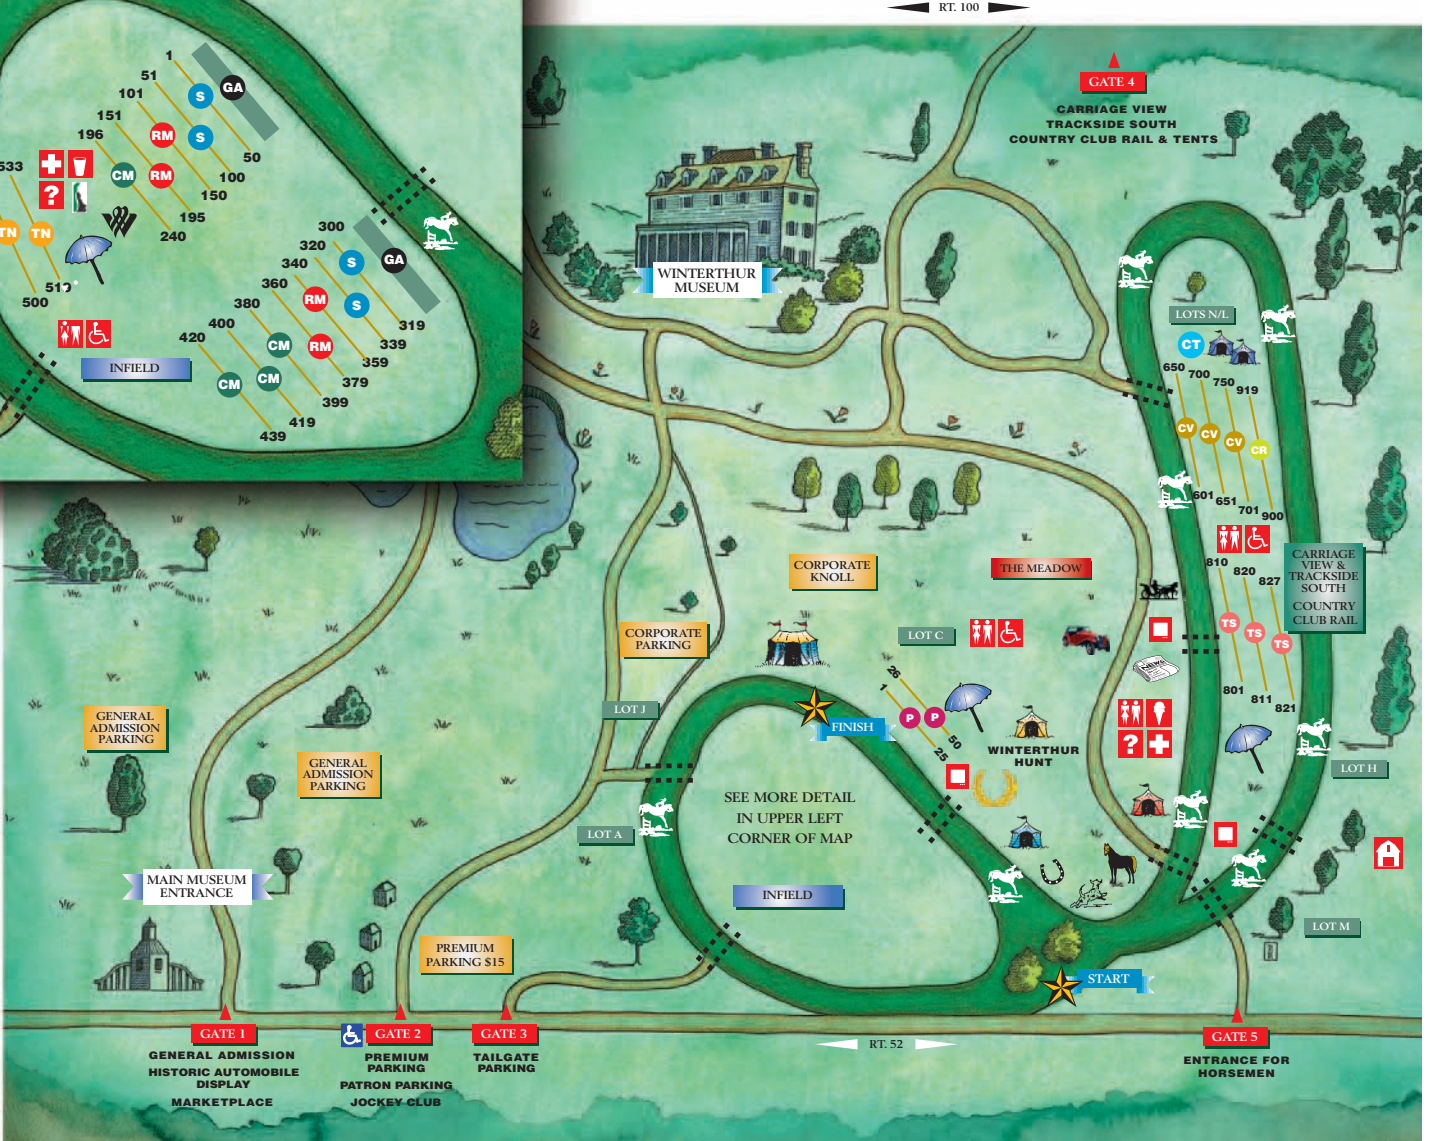 RT. 100
GATE 4
CARRIAGE VIEW
TRACKSIDE SOUTH
COUNTRY CLUB RAIL & TENTS
1
51
101
151
196
S
GA
RM
S
CM
RM
50
100
150
195
240
533
?
TN
TN
519
500
INFIELD
300
320
340
360
380
400
420
S
GA
RM
S
CM
RM
CM
CM
319
339
359
379
399
419
439
WINTERTHUR
MUSEUM
LOTS N/L
CT
650
700
750
919
CV
CV
CV
CR
601
651
701
900
810
820
827
CARRIAGE
VIEW &
TRACKSIDE
SOUTH
COUNTRY
CLUB RAIL
TS
TS
TS
801
811
821
CORPORATE
KNOLL
THE MEADOW
CORPORATE
PARKING
LOT C
NEWS
LOT J
26
1
P
P
50
25
FINISH
WINTERTHUR
HUNT
?
LOT H
GENERAL
ADMISSION
PARKING
GENERAL
ADMISSION
PARKING
SEE MORE DETAIL
IN UPPER LEFT
CORNER OF MAP
LOT A
MAIN MUSEUM
ENTRANCE
INFIELD
LOT M
PREMIUM
PARKING $15
START
GATE 1
GENERAL ADMISSION
HISTORIC AUTOMOBILE
DISPLAY
MARKETPLACE
GATE 2
PREMIUM
PARKING
PATRON PARKING
JOCKEY CLUB
GATE 3
TAILGATE
PARKING
RT. 52
GATE 5
ENTRANCE FOR
HORSEMEN